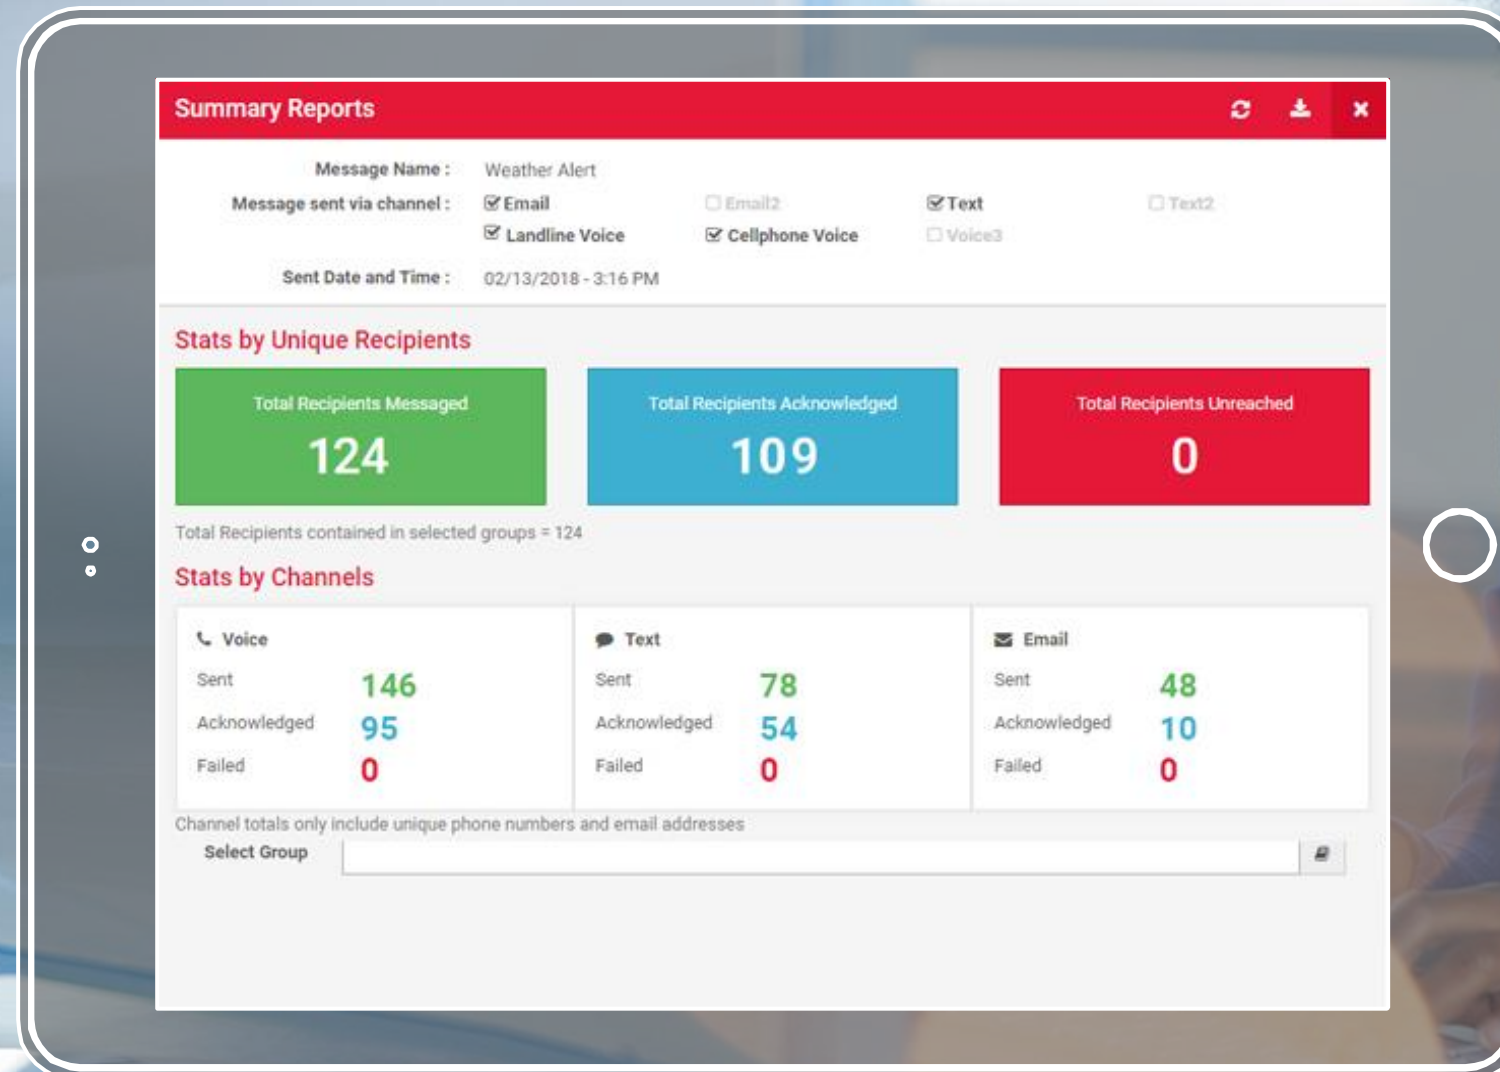 Summary Reports
Message Name : Weather Alert
Message sent via channel : Email Email2 Text Text2
Landline Voice Cellphone Voice Voice3
Sent Date and Time : 02/13/2018 - 3:16 PM
Stats by Unique Recipients
Total Recipients Messaged
124
Total Recipients Acknowledged
109
Total Recipients Unreached
0
Total Recipients contained in selected groups = 124
Stats by Channels
Voice
Sent 146
Acknowledged 95
Failed 0
Text
Sent 78
Acknowledged 54
Failed 0
Email
Sent 48
Acknowledged 10
Failed 0
Channel totals only include unique phone numbers and email addresses
Select Group